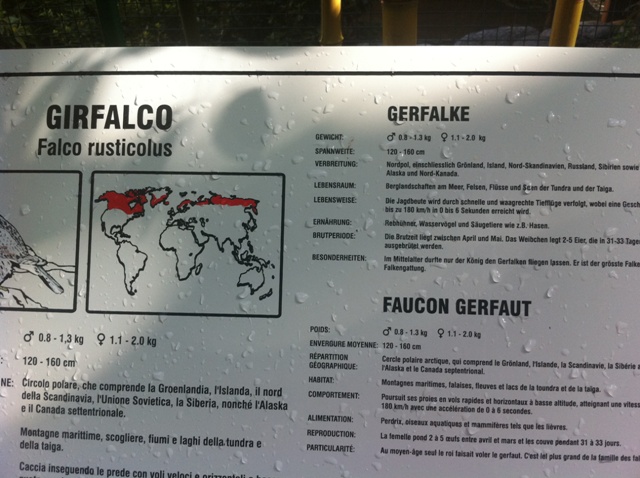 GIRFALCO
Falco rusticolus
♂ 0.8 - 1,3 kg ♀ 1.1 - 2.0 kg
120 - 160 cm
NE: Circolo polare, che comprende la Groenlandia, l'Islanda, il nord
della Scandinavia, l'Unione Sovietica, la Siberia, nonché l'Alaska
e il Canada settentrionale.
Montagne marittime, scogliere, fiumi e laghi della tundra e
della taiga.
Caccia inseguendo le prede con voli veloci e orizzontali a
GERFALKE
GEWICHT: ♂ 0.8 - 1.3 kg ♀ 1.1 - 2.0 kg
SPANNWEITE: 120 - 160 cm
VERBREITUNG: Nordpol, einschliesslich Grönland, Island, Nord-Skandinavien, Russland, Sibirien sowie
Alaska und Nord-Kanada.
LEBENSRAUM: Berglandschaften am Meer, Felsen, Flüsse und Seen der Tundra und der Taiga.
LEBENSWEISE: Die Jagdbeute wird durch schnelle und waagrechte Tiefflüge verfolgt, wobei eine
bis zu 180 km/h in 0 bis 6 Sekunden erreicht wird.
ERNÄHRUNG: Rebhühner, Wasservögel und Säugetiere wie z.B. Hasen.
BRUTPERIODE: Die Brutzeit liegt zwischen April und Mai. Das Weibchen legt 2-5 Eier, die in 31-33
ausgebrütet werden.
BESONDERHEITEN: Im Mittelalter durfte nur der König den Gerfalken fliegen lassen. Er ist der grösste
Falkengattung.
FAUCON GERFAUT
POIDS: ♂ 0.8 - 1.3 kg ♀ 1.1 - 2.0 kg
ENVERGURE MOYENNE: 120 - 160 cm
RÉPARTITION Cercle polaire arctique, qui comprend le Grönland, l'Islande, la Scandinavie, la Sibérie
GÉOGRAPHIQUE: l'Alaska et le Canada septentrional.
HABITAT: Montagnes maritimes, falaises, fleuves et lacs de la toundra et de la taïga.
COMPORTEMENT: Poursuit ses proies en vols rapides et horizontaux à basse altitude, atteignant une
180 km/h avec une accélération de 0 à 6 secondes.
ALIMENTATION: Perdrix, oiseaux aquatiques et mammifères tels que les lièvres.
REPRODUCTION: La femelle pond 2 à 5 œufs entre avril et mars et les couve pendant 31 à 33 jours.
PARTICULARITÉ: Au moyen-âge seul le roi faisait voler le gerfaut. C'est le plus grand de la famille des